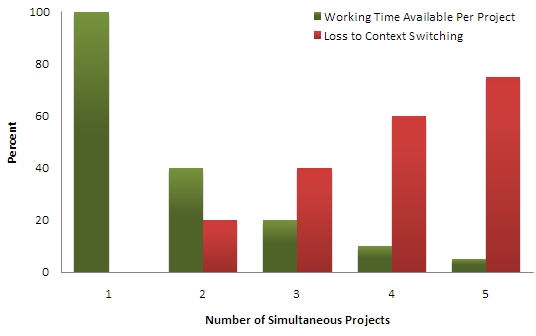 100
80
60
40
20
0
Percent
Working Time Available Per Project
Loss to Context Switching
1 2 3 4 5
Number of Simultaneous Projects